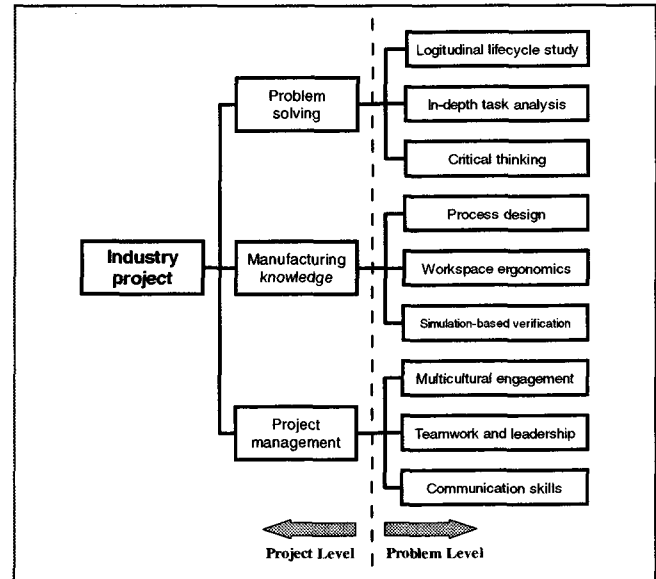 Logitudinal lifecycle study
Problem
solving
In-depth task analysis
Critical thinking
Process design
Industry
project
Manufacturing
knowledge
Workspace ergonomics
Simulation-based verification
Multicultural engagement
Project
management
Teamwork and leadership
Communication skills
Project Level
Problem Level